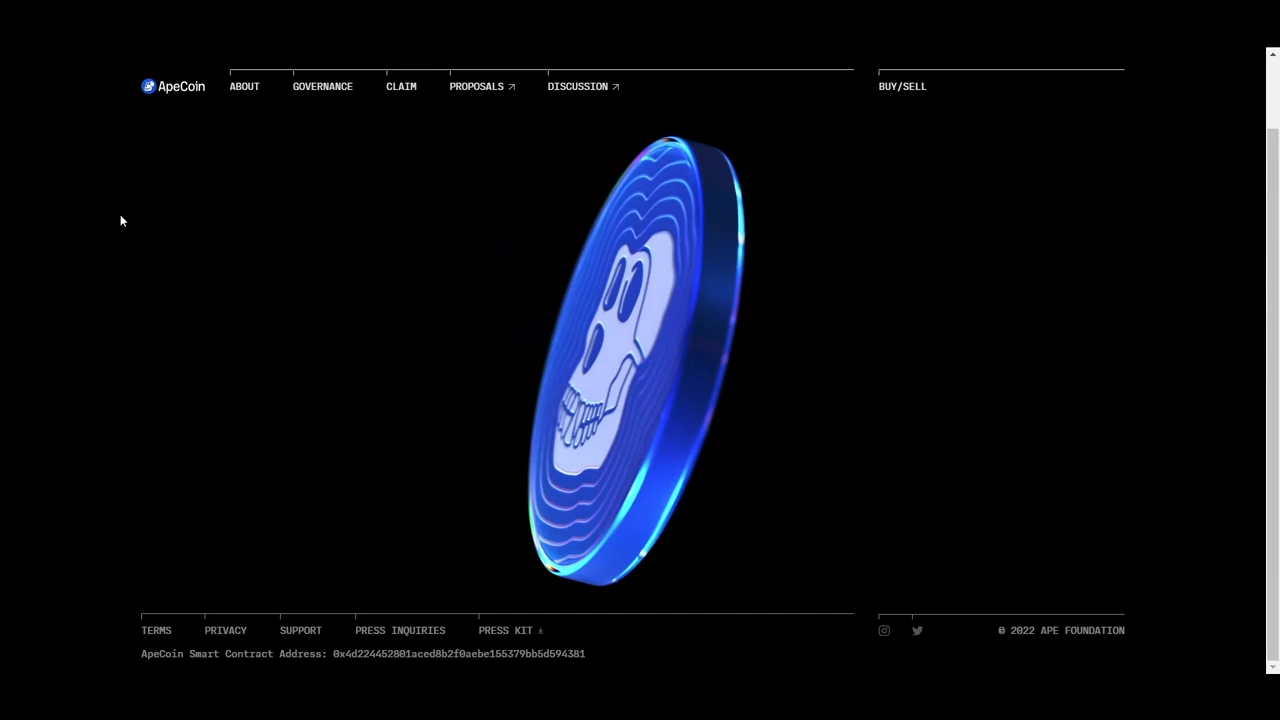 ApeCoin
ABOUT GOVERNANCE CLAIM PROPOSALS DISCUSSION BUY/SELL
TERMS PRIVACY SUPPORT PRESS INQUIRIES PRESS KIT © 2022 APE FOUNDATION
ApeCoin Smart Contract Address: 0x4d224452801aced8b2f0aebe155379bb5d594381